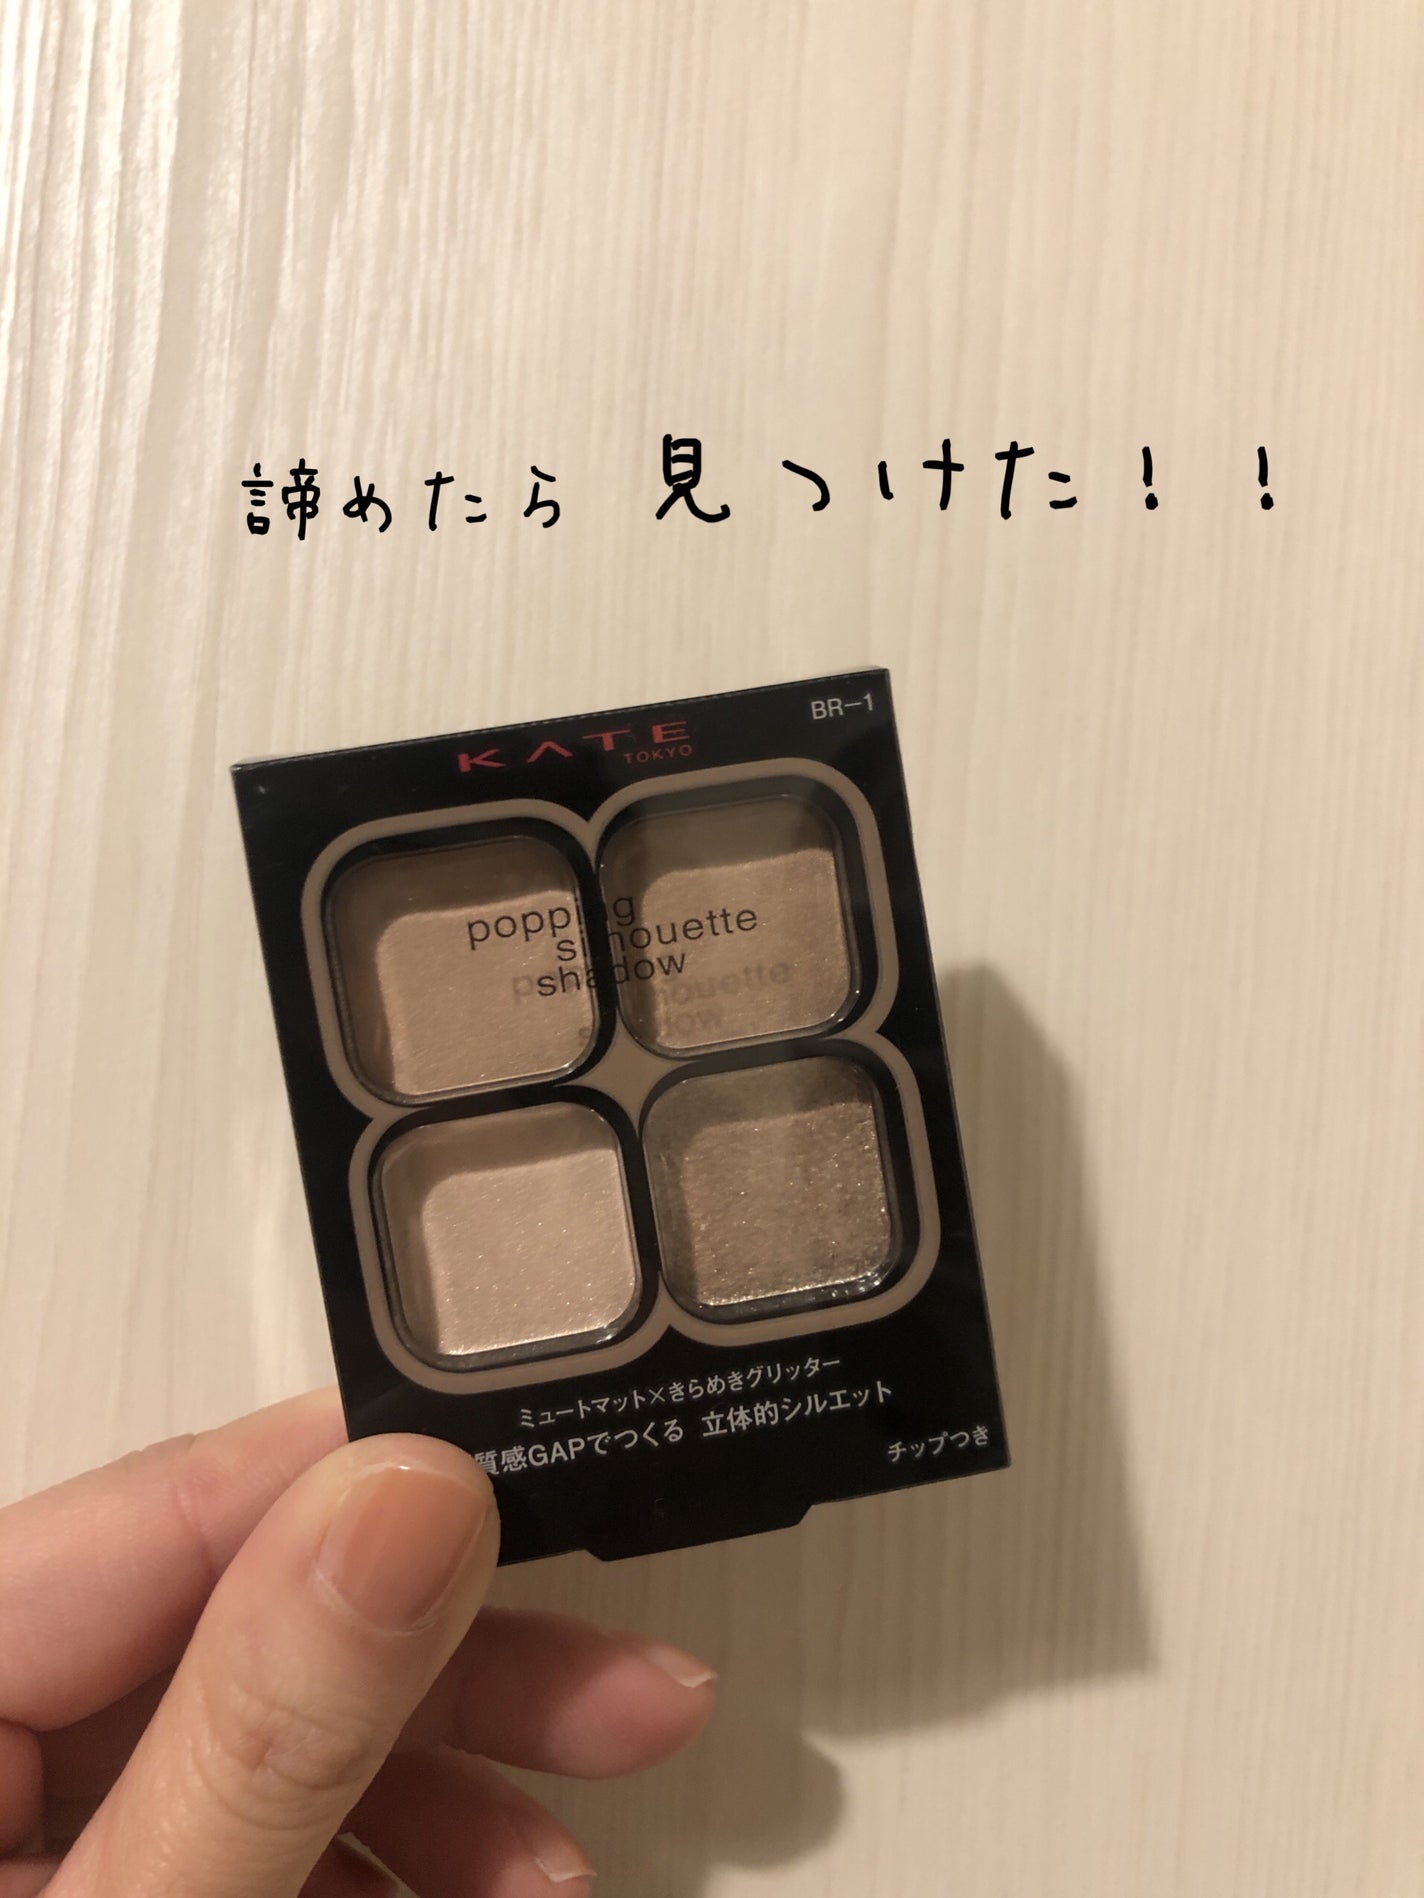 諦めたら 見つけた！！
BR-1
KATE
TOKYO
popping
silhouette
shadow
ミュートマット×きらめきグリッター
質感GAPでつくる 立体的シルエット
チップつき